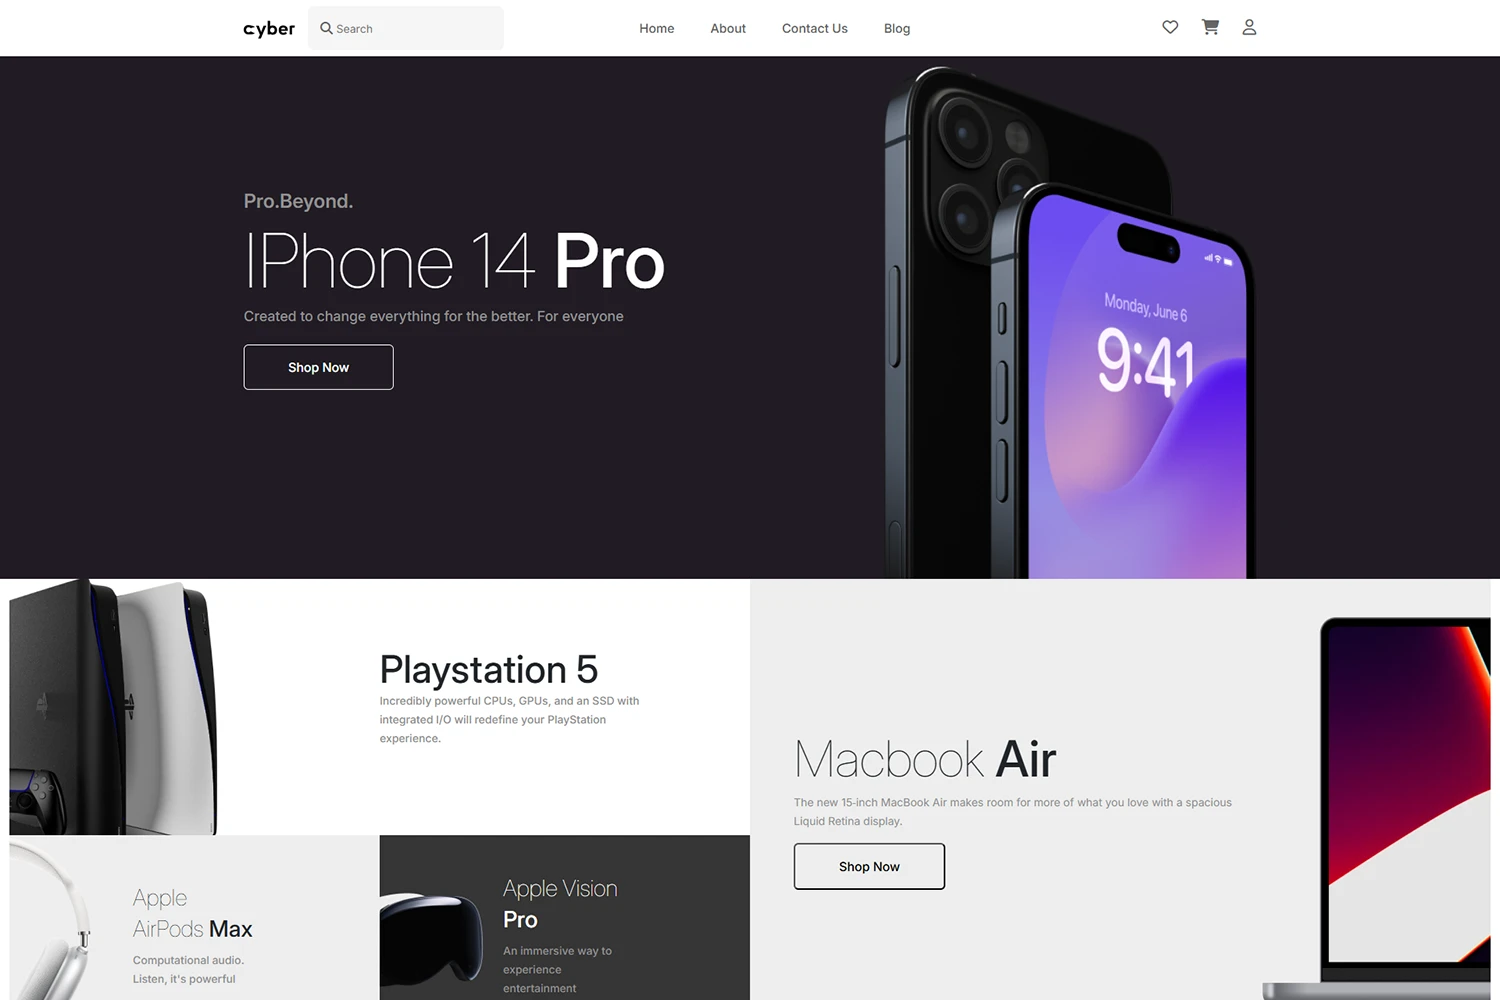 cyber
Search
Home
About
Contact Us
Blog
Pro.Beyond.
IPhone 14 Pro
Created to change everything for the better. For everyone
Shop Now
Monday, June 6
9:41
Playstation 5
Incredibly powerful CPUs, GPUs, and an SSD with
integrated I/O will redefine your PlayStation
experience.
Macbook Air
The new 15-inch MacBook Air makes room for more of what you love with a spacious
Liquid Retina display.
Shop Now
Apple
AirPods Max
Computational audio.
Listen, it's powerful
Apple Vision
Pro
An immersive way to
experience
entertainment